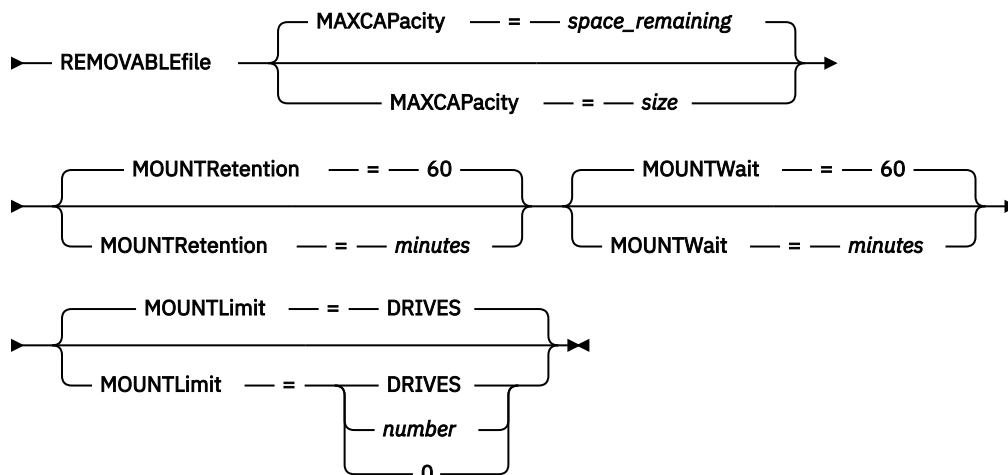 MAXCAPacity = space_remaining
REMOVABLEfile
MAXCAPacity = size
MOUNTRetention = 60 MOUNTWait = 60
MOUNTRetention = minutes MOUNTWait = minutes
MOUNTLimit = DRIVES
MOUNTLimit = DRIVES
number
0